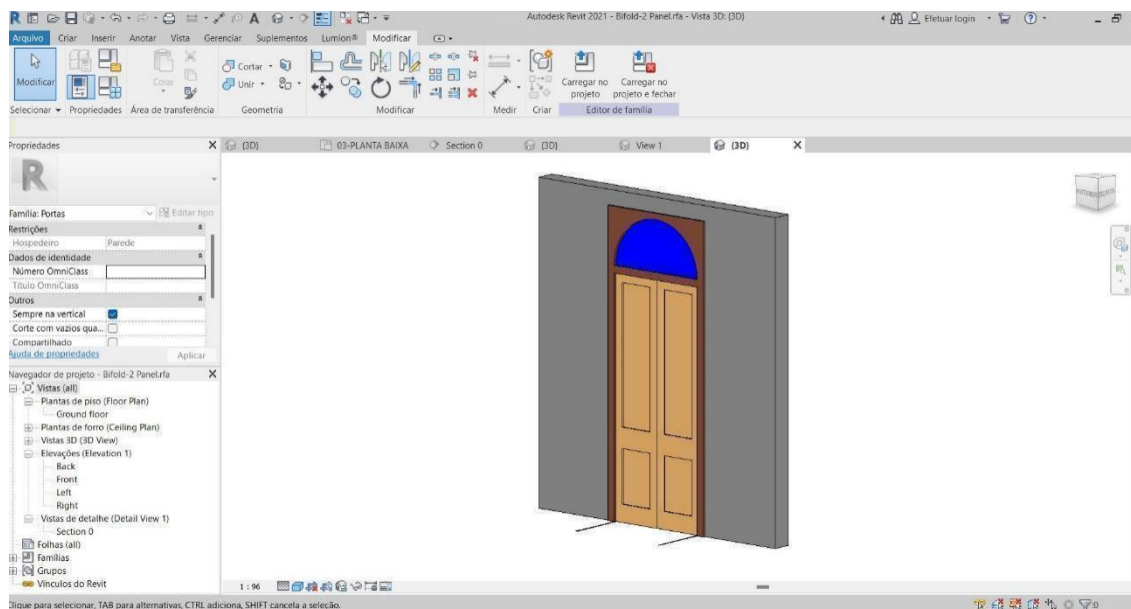 Autodesk Revit 2021 - Bifold-2 Panel.rfa - Vista 3D: {3D}
Efetuar login
Arquivo Criar Inserir Anotar Vista Gerenciar Suplementos Lumion® Modificar
Modificar
Colar
Cortar
Unir
Carregar no projeto
Carregar no projeto e fechar
Selecionar Propriedades Área de transferência Geometria Modificar Medir Criar Editor de família
Propriedades
{3D} 03-PLANTA BAIXA Section 0 {3D} View 1 {3D}
Família: Portas
Editar tipo
Restrições
Hospedeiro Parede
Dados de identidade
Número OmniClass
Título OmniClass
Outros
Sempre na vertical
Corte com vazios qua...
Compartilhado
Ajuda de propriedades Aplicar
Navegador de projeto - Bifold-2 Panel.rfa
Vistas (all)
Plantas de piso (Floor Plan)
Ground floor
Plantas de forro (Ceiling Plan)
Vistas 3D (3D View)
Elevações (Elevation 1)
Back
Front
Left
Right
Vistas de detalhe (Detail View 1)
Section 0
Folhas (all)
Famílias
Grupos
Vínculos do Revit
1 : 96
Clique para selecionar, TAB para alternativas, CTRL adiciona, SHIFT cancela a seleção.
:0